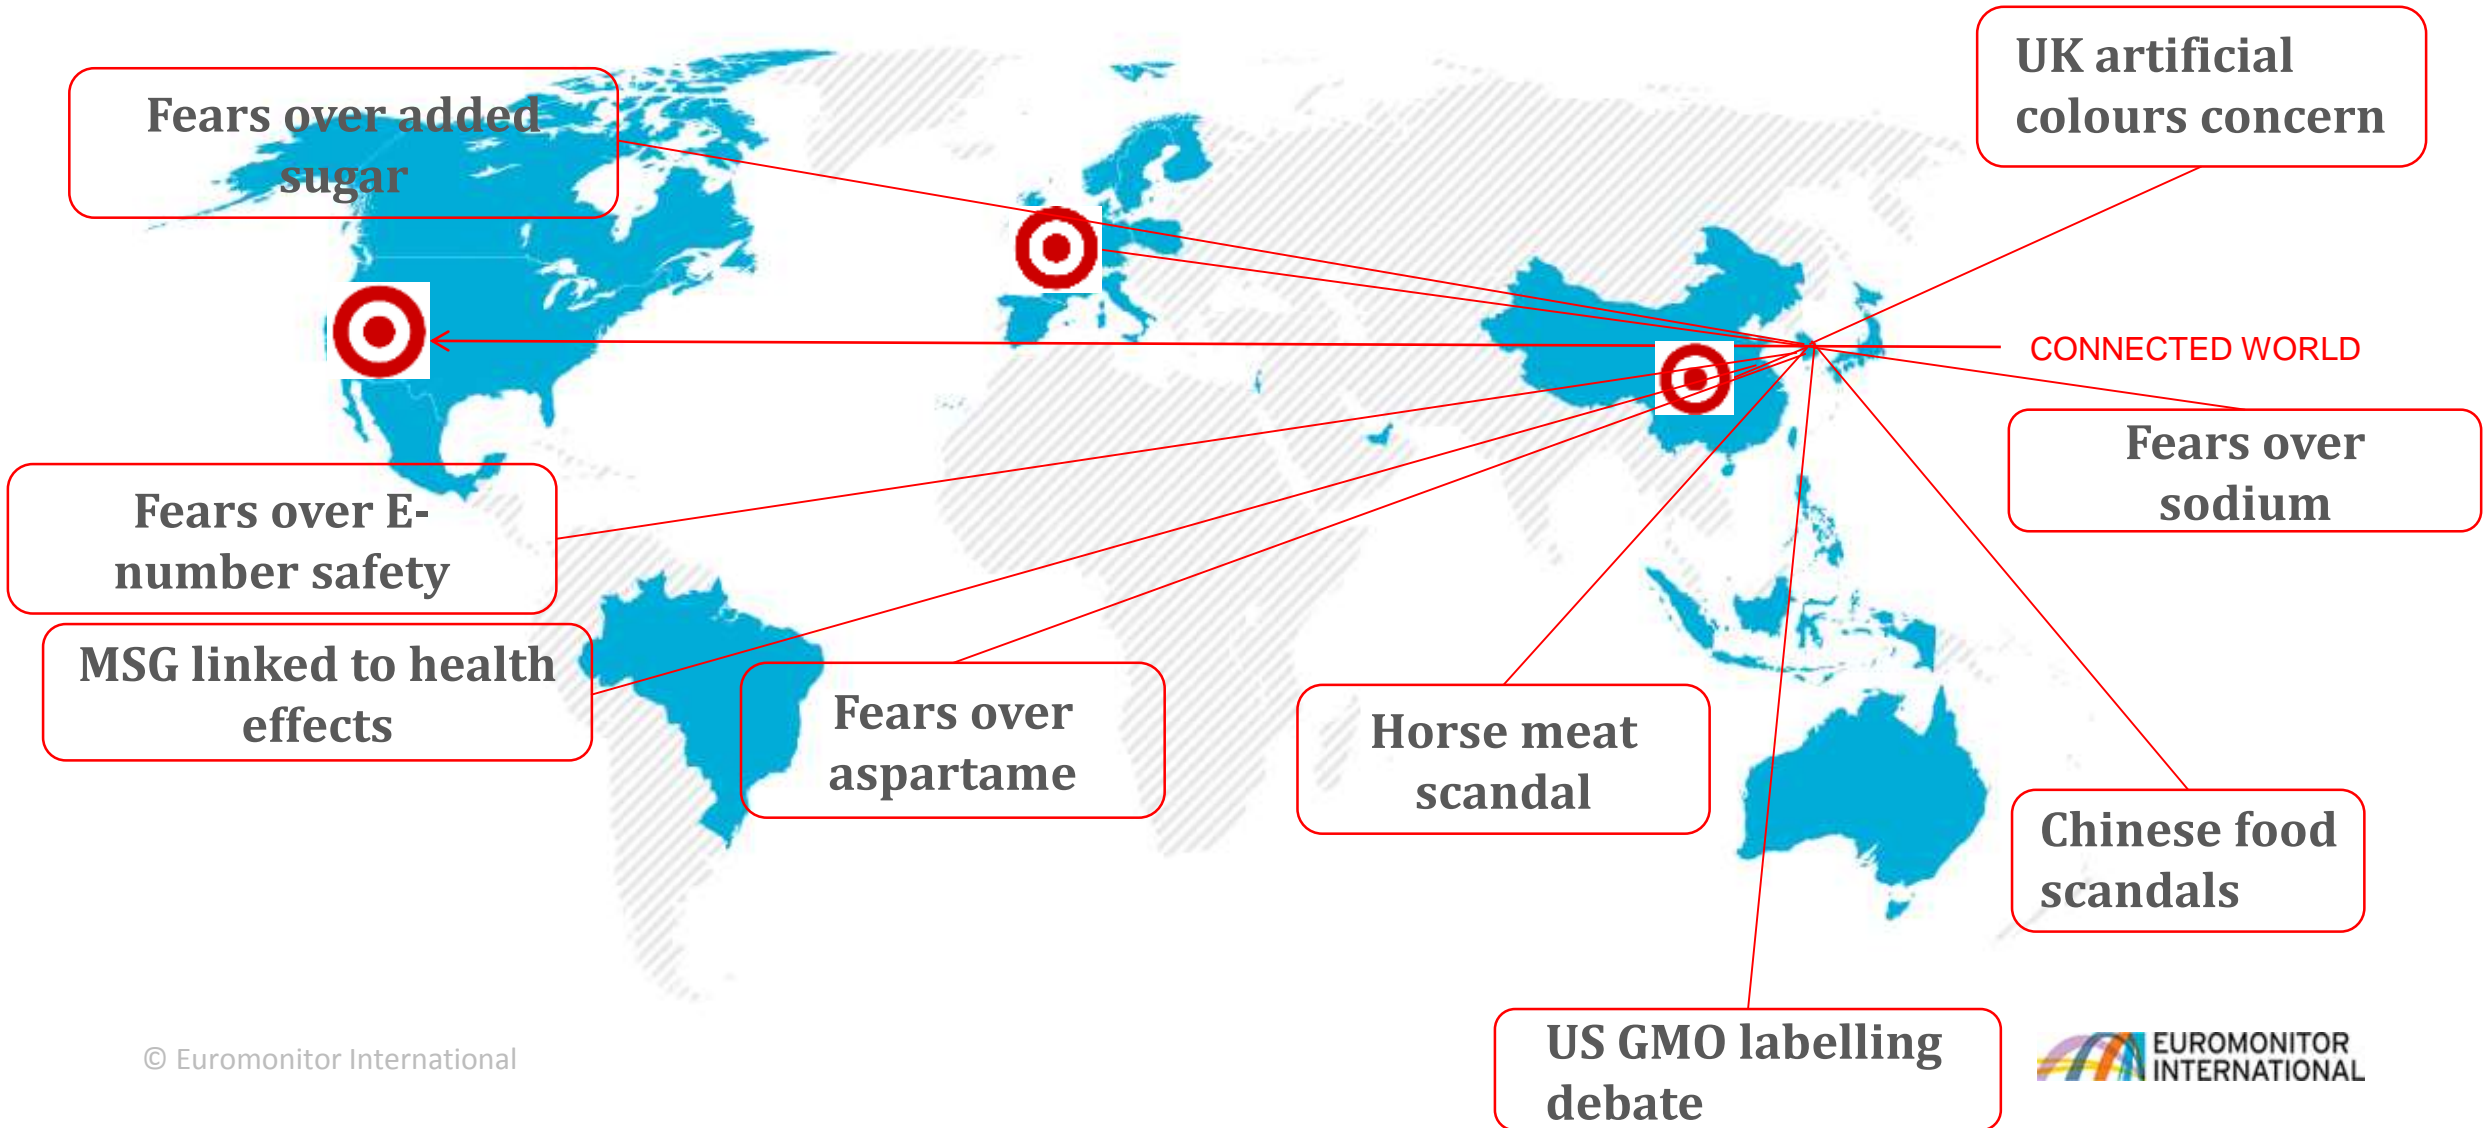 Fears over added
sugar
UK artificial
colours concern
CONNECTED WORLD
Fears over
sodium
Fears over E-
number safety
MSG linked to health
effects
Fears over
aspartame
Horse meat
scandal
Chinese food
scandals
US GMO labelling
debate
© Euromonitor International
EUROMONITOR
INTERNATIONAL